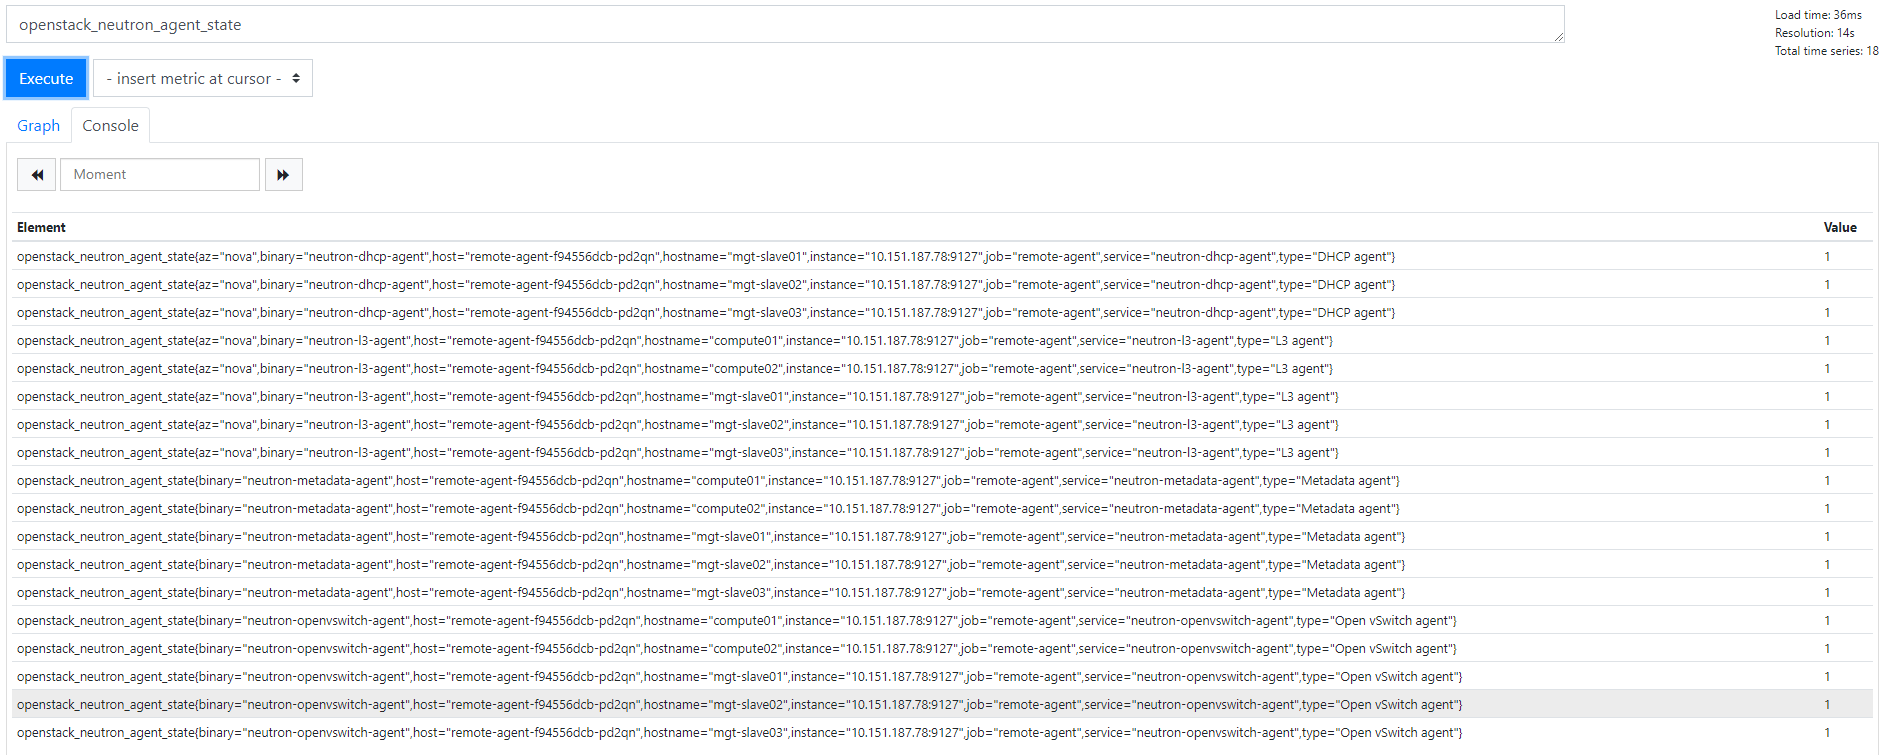 openstack_neutron_agent_state
Load time: 36ms
Resolution: 14s
Total time series: 18
Execute
- insert metric at cursor -
Graph
Console
Moment
Element Value
openstack_neutron_agent_state{az="nova",binary="neutron-dhcp-agent",host="remote-agent-f94556dcb-pd2qn",hostname="mgt-slave01",instance="10.151.187.78:9127",job="remote-agent",service="neutron-dhcp-agent",type="DHCP agent"} 1
openstack_neutron_agent_state{az="nova",binary="neutron-dhcp-agent",host="remote-agent-f94556dcb-pd2qn",hostname="mgt-slave02",instance="10.151.187.78:9127",job="remote-agent",service="neutron-dhcp-agent",type="DHCP agent"} 1
openstack_neutron_agent_state{az="nova",binary="neutron-dhcp-agent",host="remote-agent-f94556dcb-pd2qn",hostname="mgt-slave03",instance="10.151.187.78:9127",job="remote-agent",service="neutron-dhcp-agent",type="DHCP agent"} 1
openstack_neutron_agent_state{az="nova",binary="neutron-l3-agent",host="remote-agent-f94556dcb-pd2qn",hostname="compute01",instance="10.151.187.78:9127",job="remote-agent",service="neutron-l3-agent",type="L3 agent"} 1
openstack_neutron_agent_state{az="nova",binary="neutron-l3-agent",host="remote-agent-f94556dcb-pd2qn",hostname="compute02",instance="10.151.187.78:9127",job="remote-agent",service="neutron-l3-agent",type="L3 agent"} 1
openstack_neutron_agent_state{az="nova",binary="neutron-l3-agent",host="remote-agent-f94556dcb-pd2qn",hostname="mgt-slave01",instance="10.151.187.78:9127",job="remote-agent",service="neutron-l3-agent",type="L3 agent"} 1
openstack_neutron_agent_state{az="nova",binary="neutron-l3-agent",host="remote-agent-f94556dcb-pd2qn",hostname="mgt-slave02",instance="10.151.187.78:9127",job="remote-agent",service="neutron-l3-agent",type="L3 agent"} 1
openstack_neutron_agent_state{az="nova",binary="neutron-l3-agent",host="remote-agent-f94556dcb-pd2qn",hostname="mgt-slave03",instance="10.151.187.78:9127",job="remote-agent",service="neutron-l3-agent",type="L3 agent"} 1
openstack_neutron_agent_state{binary="neutron-metadata-agent",host="remote-agent-f94556dcb-pd2qn",hostname="compute01",instance="10.151.187.78:9127",job="remote-agent",service="neutron-metadata-agent",type="Metadata agent"} 1
openstack_neutron_agent_state{binary="neutron-metadata-agent",host="remote-agent-f94556dcb-pd2qn",hostname="compute02",instance="10.151.187.78:9127",job="remote-agent",service="neutron-metadata-agent",type="Metadata agent"} 1
openstack_neutron_agent_state{binary="neutron-metadata-agent",host="remote-agent-f94556dcb-pd2qn",hostname="mgt-slave01",instance="10.151.187.78:9127",job="remote-agent",service="neutron-metadata-agent",type="Metadata agent"} 1
openstack_neutron_agent_state{binary="neutron-metadata-agent",host="remote-agent-f94556dcb-pd2qn",hostname="mgt-slave02",instance="10.151.187.78:9127",job="remote-agent",service="neutron-metadata-agent",type="Metadata agent"} 1
openstack_neutron_agent_state{binary="neutron-metadata-agent",host="remote-agent-f94556dcb-pd2qn",hostname="mgt-slave03",instance="10.151.187.78:9127",job="remote-agent",service="neutron-metadata-agent",type="Metadata agent"} 1
openstack_neutron_agent_state{binary="neutron-openvswitch-agent",host="remote-agent-f94556dcb-pd2qn",hostname="compute01",instance="10.151.187.78:9127",job="remote-agent",service="neutron-openvswitch-agent",type="Open vSwitch agent"} 1
openstack_neutron_agent_state{binary="neutron-openvswitch-agent",host="remote-agent-f94556dcb-pd2qn",hostname="compute02",instance="10.151.187.78:9127",job="remote-agent",service="neutron-openvswitch-agent",type="Open vSwitch agent"} 1
openstack_neutron_agent_state{binary="neutron-openvswitch-agent",host="remote-agent-f94556dcb-pd2qn",hostname="mgt-slave01",instance="10.151.187.78:9127",job="remote-agent",service="neutron-openvswitch-agent",type="Open vSwitch agent"} 1
openstack_neutron_agent_state{binary="neutron-openvswitch-agent",host="remote-agent-f94556dcb-pd2qn",hostname="mgt-slave02",instance="10.151.187.78:9127",job="remote-agent",service="neutron-openvswitch-agent",type="Open vSwitch agent"} 1
openstack_neutron_agent_state{binary="neutron-openvswitch-agent",host="remote-agent-f94556dcb-pd2qn",hostname="mgt-slave03",instance="10.151.187.78:9127",job="remote-agent",service="neutron-openvswitch-agent",type="Open vSwitch agent"} 1